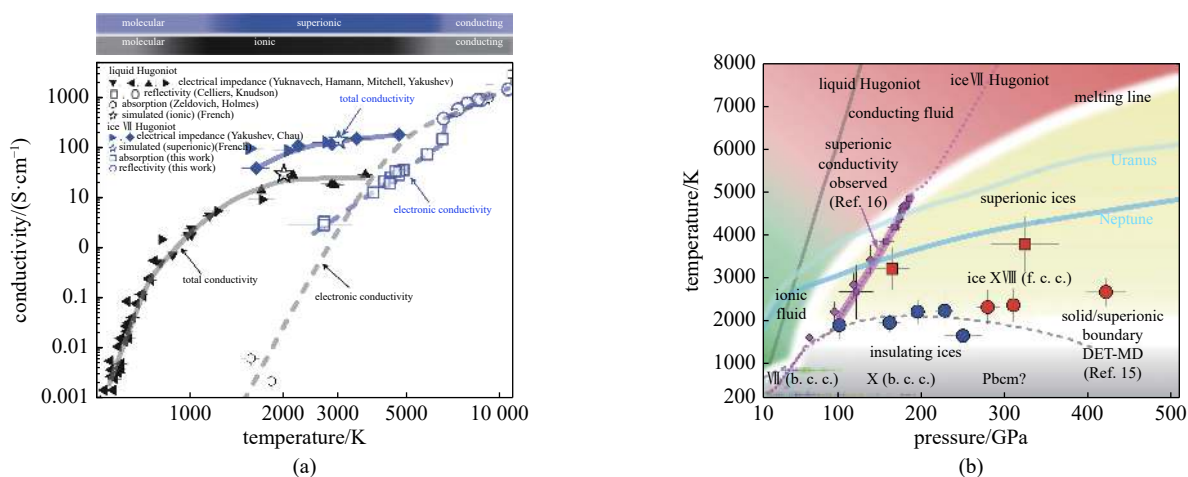 molecular superionic conducting
molecular ionic conducting
liquid Hugoniot
electrical impedance (Yuknavech, Hamann, Mitchell, Yakushev)
reflectivity (Celliers, Knudson)
absorption (Zeldovich, Holmes)
simulated (ionic) (French)
ice Ⅶ Hugoniot
electrical impedance (Yakushev, Chau)
simulated (superionic)(French)
absorption (this work)
reflectivity (this work)
total conductivity
electronic conductivity
total conductivity
electronic conductivity
1000
100
10
0
0.1
0.01
0.001
conductivity/(S·cm⁻¹)
1000 2000 3000 5000 10 000
temperature/K
(a)
8000
7000
6000
5000
4000
3000
2000
1000
200
temperature/K
liquid Hugoniot
ice Ⅶ Hugoniot
conducting fluid
melting line
superionic
conductivity
observed
(Ref. 16)
Uranus
superionic ices
Neptune
ionic
fluid
ice XⅧ (f. c. c.)
solid/superionic
boundary
DET-MD
(Ref. 15)
insulating ices
Ⅶ (b. c. c.) X (b. c. c.) Pbcm?
10 100 200 300 400 500
pressure/GPa
(b)